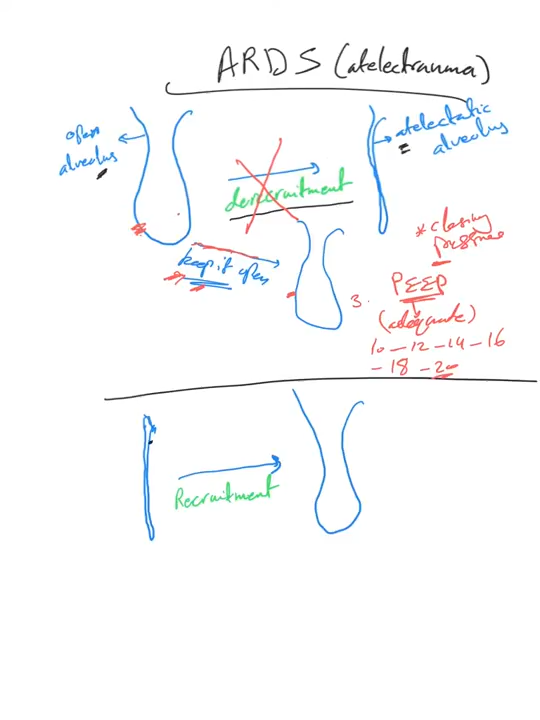 ARDS (atelectrauma)
open
alveolus
atelectatic
alveolus
derecruitment
* closing
pressure
keep it open
3.
PEEP
(adequate)
10 - 12 - 14 - 16
- 18 - 20
Recruitment